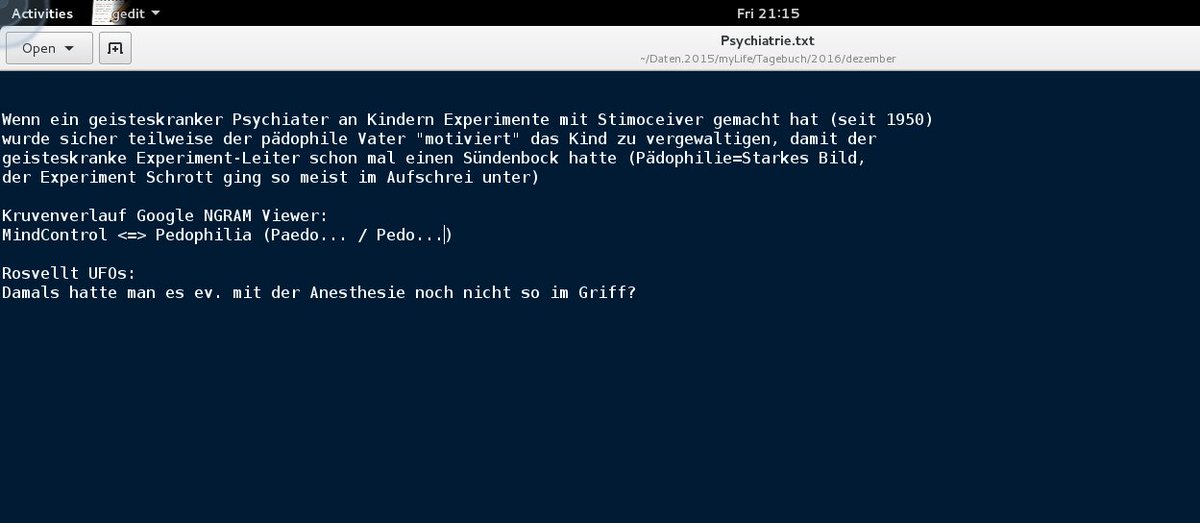 Activities gedit Fri 21:15
Open Psychiatrie.txt
~/Daten.2015/myLife/Tagebuch/2016/dezember
Wenn ein geisteskranker Psychiater an Kindern Experimente mit Stimoceiver gemacht hat (seit 1950)
wurde sicher teilweise der pädophile Vater "motiviert" das Kind zu vergewaltigen, damit der
geisteskranke Experiment-Leiter schon mal einen Sündenbock hatte (Pädophilie=Starkes Bild,
der Experiment Schrott ging so meist im Aufschrei unter)
Kruvenverlauf Google NGRAM Viewer:
MindControl <=> Pedophilia (Paedo... / Pedo...)
Rosvellt UFOs:
Damals hatte man es ev. mit der Anesthesie noch nicht so im Griff?